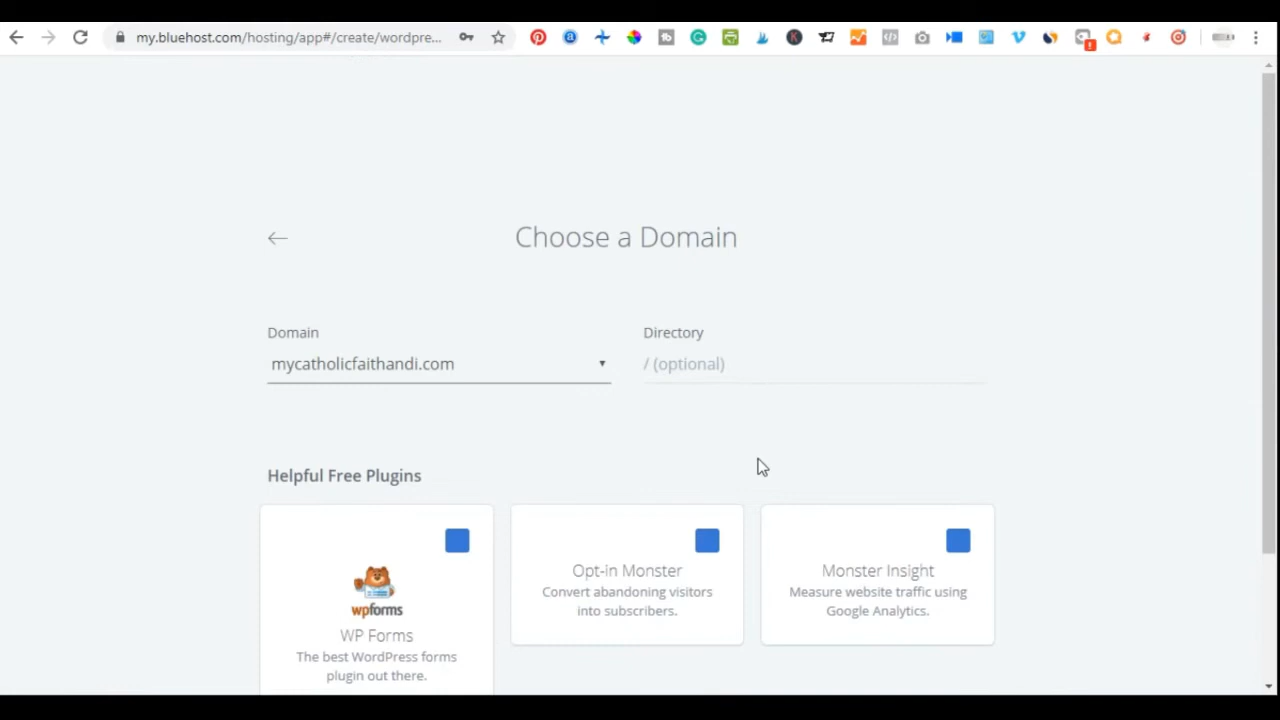 my.bluehost.com/hosting/app#/create/wordpre...
Choose a Domain
Domain
Directory
mycatholicfaithandi.com
/ (optional)
Helpful Free Plugins
wpforms
WP Forms
The best WordPress forms
plugin out there.
Opt-in Monster
Convert abandoning visitors
into subscribers.
Monster Insight
Measure website traffic using
Google Analytics.